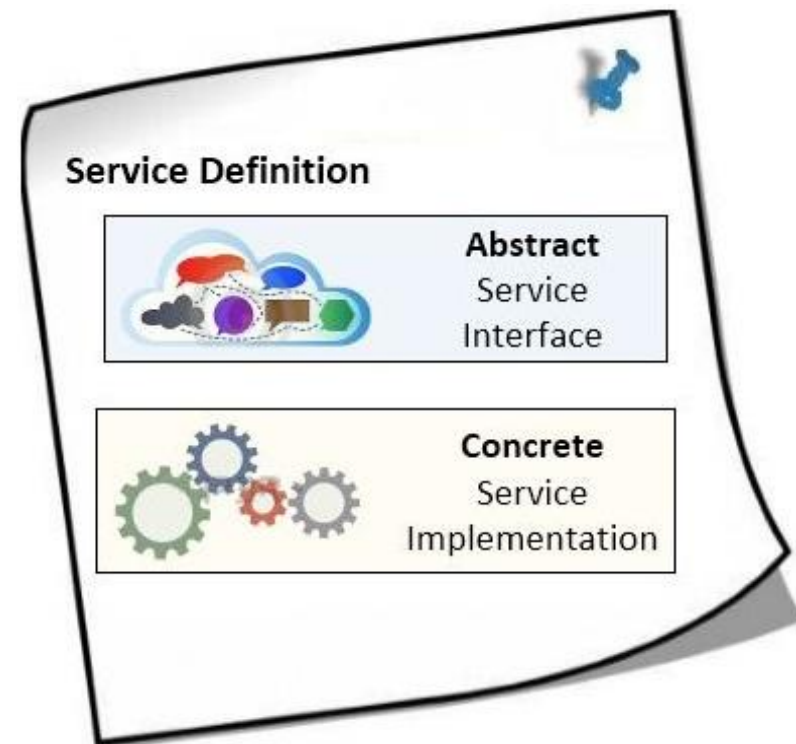 Service Definition
Abstract
Service
Interface
Concrete
Service
Implementation